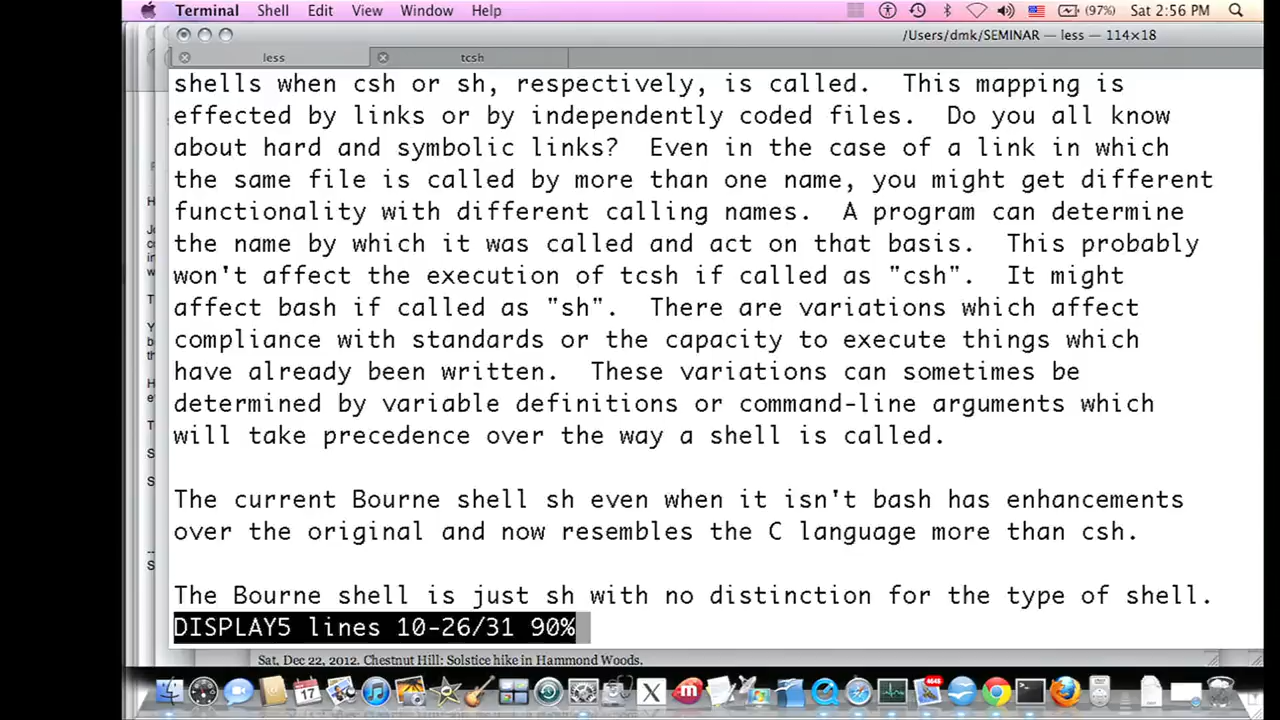 Terminal Shell Edit View Window Help (97%) Sat 2:56 PM
/Users/dmk/SEMINAR — less — 114×18
less tcsh
shells when csh or sh, respectively, is called.  This mapping is
effected by links or by independently coded files.  Do you all know
about hard and symbolic links?  Even in the case of a link in which
the same file is called by more than one name, you might get different
functionality with different calling names.  A program can determine
the name by which it was called and act on that basis.  This probably
won't affect the execution of tcsh if called as "csh".  It might
affect bash if called as "sh".  There are variations which affect
compliance with standards or the capacity to execute things which
have already been written.  These variations can sometimes be
determined by variable definitions or command-line arguments which
will take precedence over the way a shell is called.
The current Bourne shell sh even when it isn't bash has enhancements
over the original and now resembles the C language more than csh.
The Bourne shell is just sh with no distinction for the type of shell.
DISPLAY5 lines 10-26/31 90%
Sat, Dec 22, 2012. Chestnut Hill: Solstice hike in Hammond Woods.
17